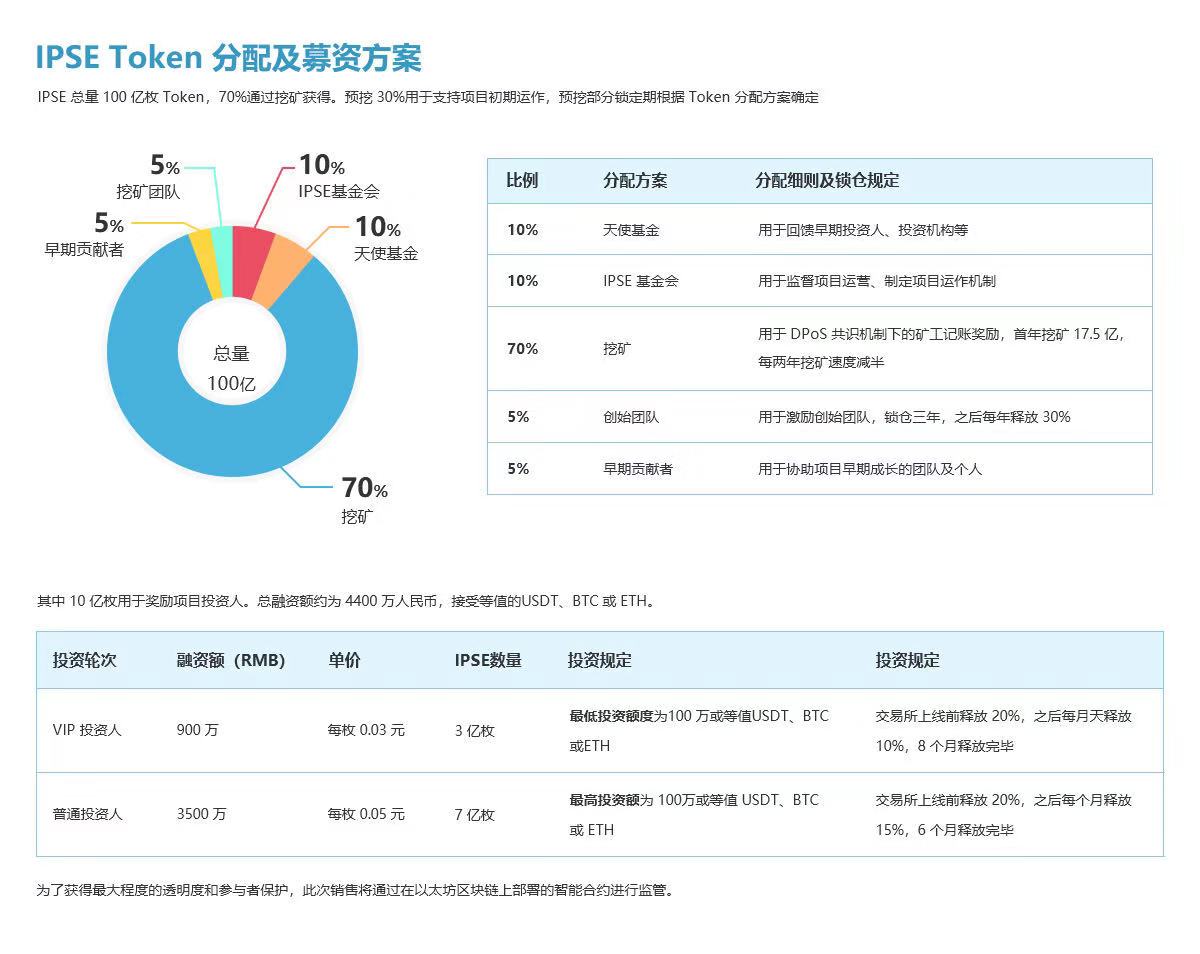 IPSE Token 分配及募资方案
IPSE 总量 100 亿枚 Token，70%通过挖矿获得。预挖 30%用于支持项目初期运作，预挖部分锁定期根据 Token 分配方案确定
5%
挖矿团队
10%
IPSE基金会
5%
早期贡献者
10%
天使基金
总量
100亿
70%
挖矿
比例 分配方案 分配细则及锁仓规定
10% 天使基金 用于回馈早期投资人、投资机构等
10% IPSE 基金会 用于监督项目运营、制定项目运作机制
70% 挖矿 用于 DPoS 共识机制下的矿工记账奖励，首年挖矿 17.5 亿，
每两年挖矿速度减半
5% 创始团队 用于激励创始团队，锁仓三年，之后每年释放 30%
5% 早期贡献者 用于协助项目早期成长的团队及个人
其中 10 亿枚用于奖励项目投资人。总融资额约为 4400 万人民币，接受等值的USDT、BTC 或 ETH。
投资轮次 融资额（RMB） 单价 IPSE数量 投资规定 投资规定
VIP 投资人 900 万 每枚 0.03 元 3 亿枚 最低投资额度为100 万或等值USDT、BTC
或ETH
交易所上线前释放 20%，之后每月天释放
10%，8 个月释放完毕
普通投资人 3500 万 每枚 0.05 元 7 亿枚 最高投资额为 100万或等值 USDT、BTC
或 ETH
交易所上线前释放 20%，之后每个月释放
15%，6 个月释放完毕
为了获得最大程度的透明度和参与者保护，此次销售将通过在以太坊区块链上部署的智能合约进行监管。